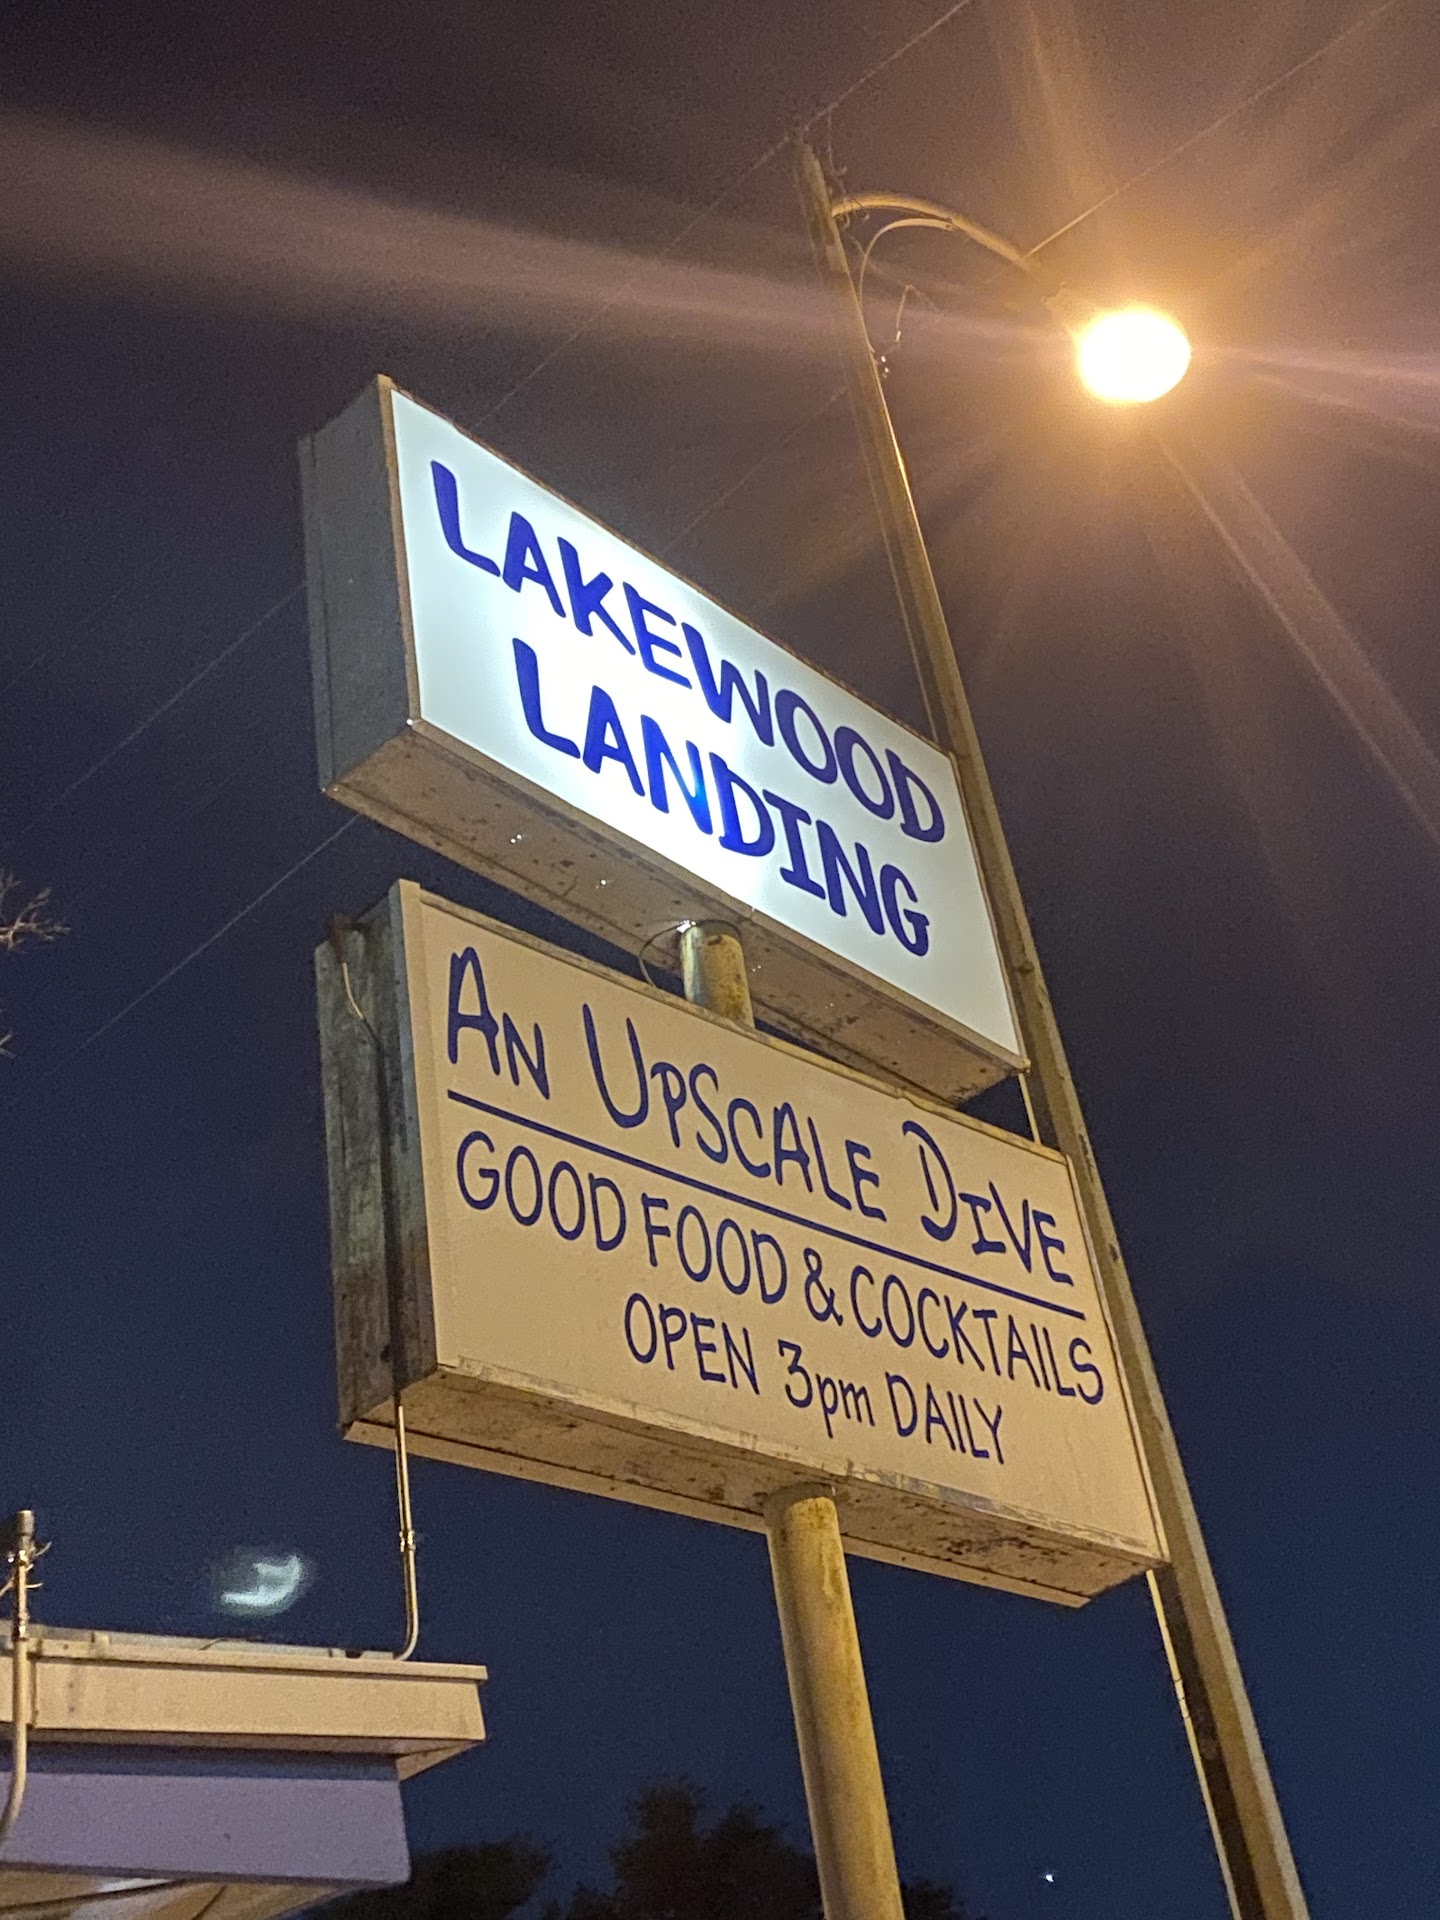 LAKEWOOD
LANDING
AN UPSCALE DIVE
GOOD FOOD & COCKTAILS
OPEN 3pm DAILY